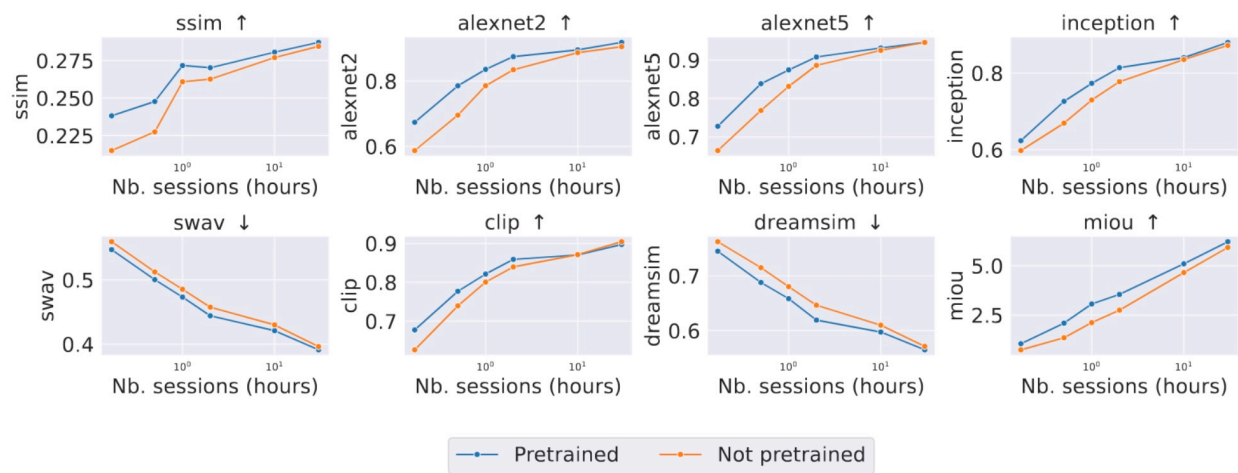 ssim ↑
alexnet2 ↑
alexnet5 ↑
inception ↑
ssim
0.275
0.250
0.225
10⁰
10¹
Nb. sessions (hours)
alexnet2
0.8
0.6
10⁰
10¹
Nb. sessions (hours)
alexnet5
0.9
0.8
0.7
10⁰
10¹
Nb. sessions (hours)
inception
0.8
0.6
10⁰
10¹
Nb. sessions (hours)
swav ↓
clip ↑
dreamsim ↓
miou ↑
swav
0.5
0.4
10⁰
10¹
Nb. sessions (hours)
clip
0.9
0.8
0.7
10⁰
10¹
Nb. sessions (hours)
dreamsim
0.7
0.6
10⁰
10¹
Nb. sessions (hours)
miou
5.0
2.5
10⁰
10¹
Nb. sessions (hours)
Pretrained
Not pretrained